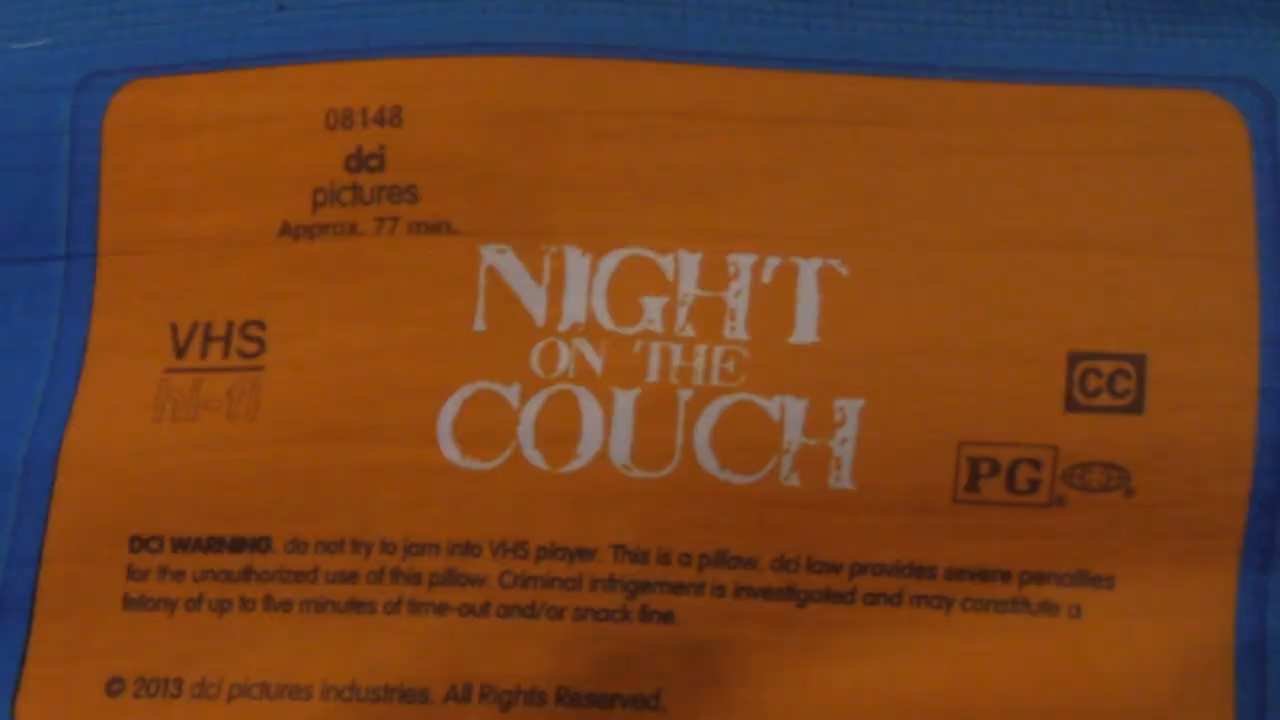 08148
dci
pictures
Approx. 77 min.
NIGHT
ON THE
COUCH
VHS
hi-fi
CC
PG
DCI WARNING. do not try to jam into VHS player. This is a pillow. dci law provides severe penalties
for the unauthorized use of this pillow. Criminal infrigement is investigated and may constitute a
felony of up to five minutes of time-out and/or snack fine.
© 2013 dci pictures industries. All Rights Reserved.